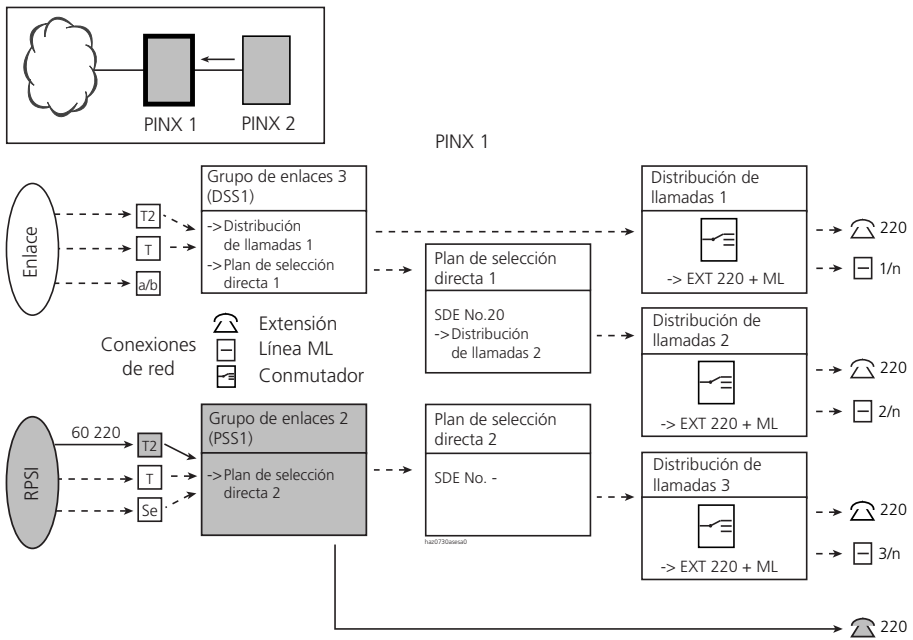 PINX 1
PINX 2
PINX 1
Enlace
T2
T
a/b
Grupo de enlaces 3
(DSS1)
->Distribución
de llamadas 1
->Plan de selección
directa 1
Plan de selección
directa 1
SDE No.20
->Distribución
de llamadas 2
Distribución de
llamadas 1
-> EXT 220 + ML
220
1/n
Distribución de
llamadas 2
-> EXT 220 + ML
220
2/n
Conexiones
de red
Extensión
Línea ML
Conmutador
RPSI
60 220
T2
T
Se
Grupo de enlaces 2
(PSS1)
->Plan de selección
directa 2
Plan de selección
directa 2
SDE No. -
haz0730asesa0
Distribución de
llamadas 3
-> EXT 220 + ML
220
3/n
220